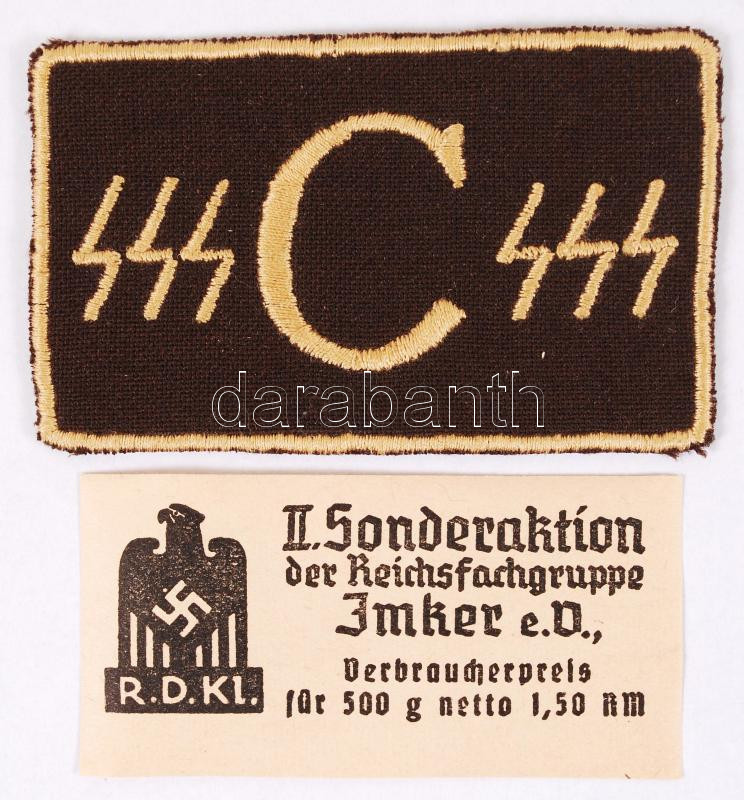 C
darabanth
II. Sonderaktion
der Reichsfachgruppe
Imker e.V.,
Verbraucherpreis
für 500 g netto 1,50 RM
R.D.Kl.